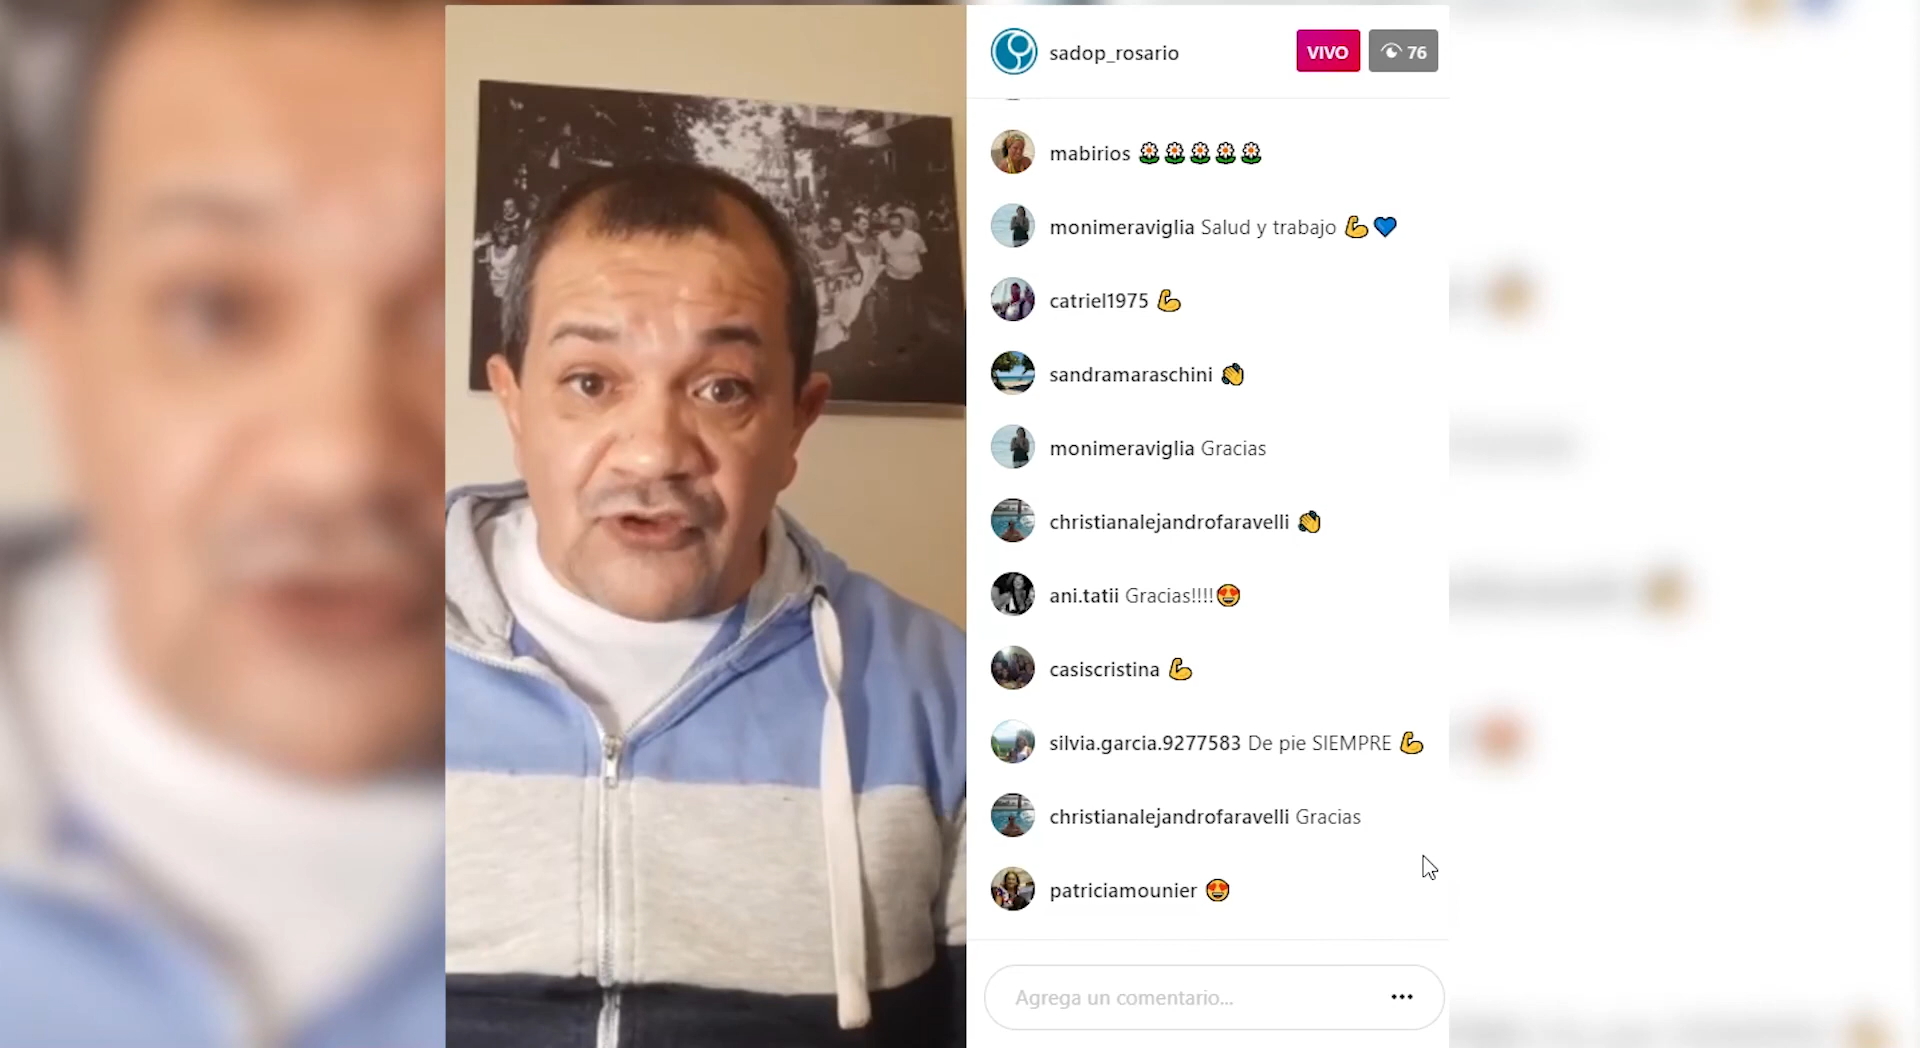 sadop_rosario VIVO 76
mabirios 🌼🌼🌼🌼🌼
monimeraviglia Salud y trabajo 💪💙
catriel1975 💪
sandramaraschini 👏
monimeraviglia Gracias
christianalejandrofaravelli 👏
ani.tatii Gracias!!!!😍
casiscristina 💪
silvia.garcia.9277583 De pie SIEMPRE 💪
christianalejandrofaravelli Gracias
patriciamounier 😍
Agrega un comentario...